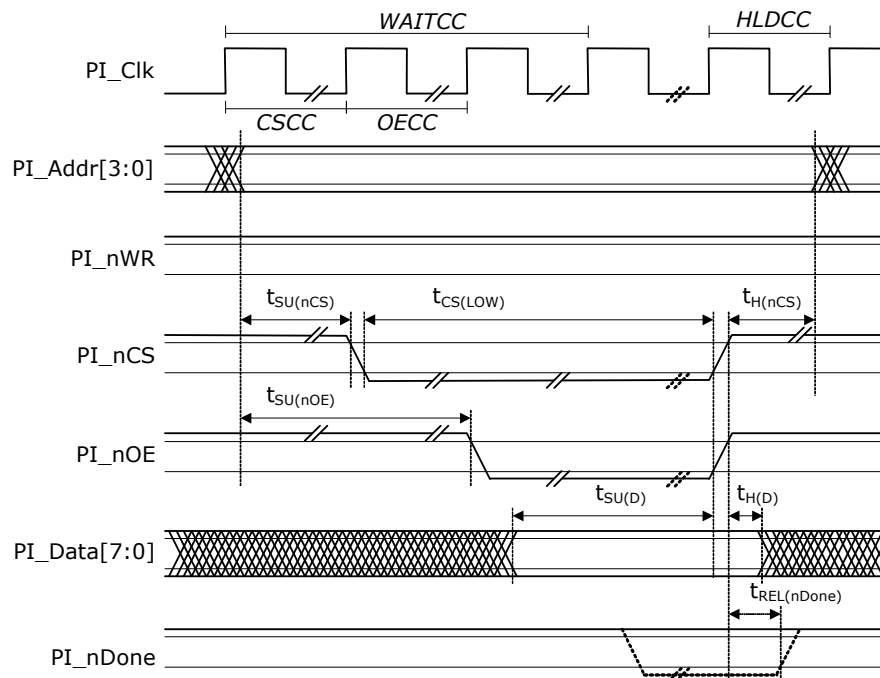 WAITCC HLDCC
PI_Clk
CSCC OECC
PI_Addr[3:0]
PI_nWR
tSU(nCS) tCS(LOW) tH(nCS)
PI_nCS
tSU(nOE)
PI_nOE
tSU(D) tH(D)
PI_Data[7:0]
tREL(nDone)
PI_nDone